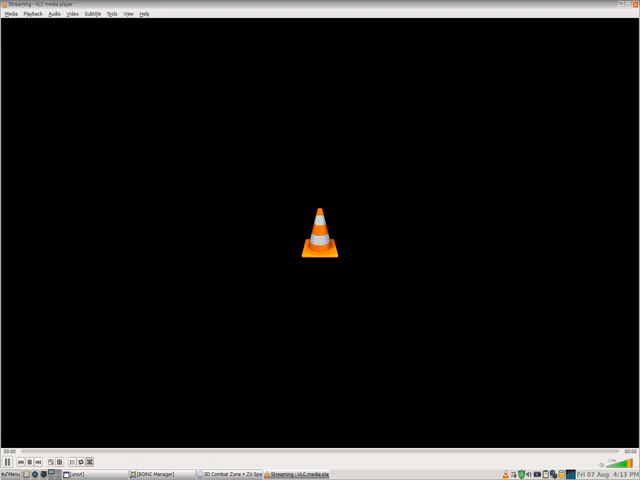 Streaming - VLC media player
Media Playback Audio Video Subtitle Tools View Help
00:00 00:00
Menu [BOINC Manager] 3D Combat Zone • ZX Spe Streaming - VLC media pla Fri 07 Aug 4:13 PM